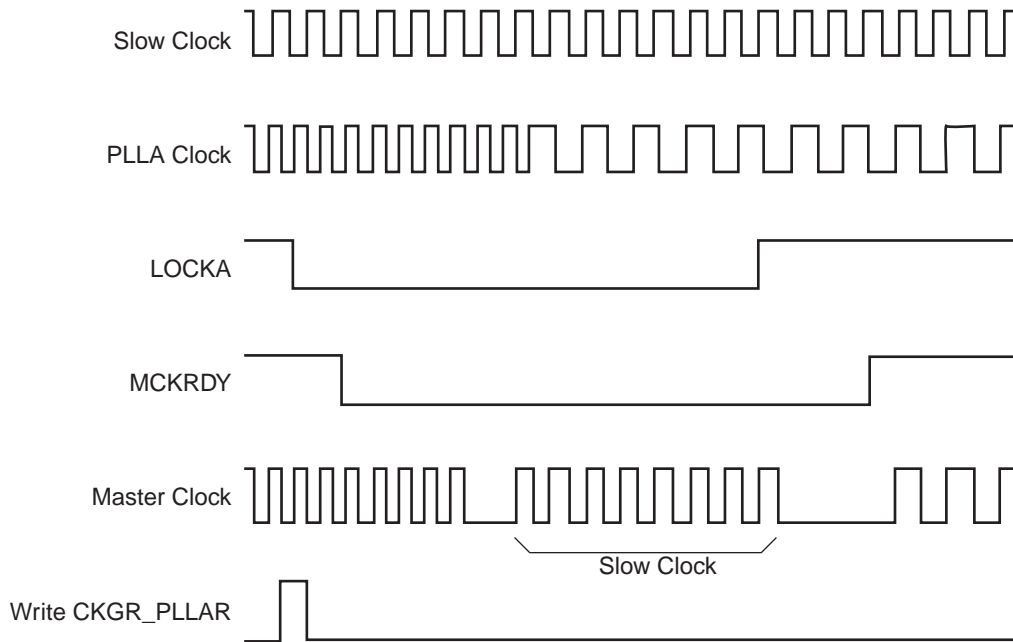 Slow Clock
PLLA Clock
LOCKA
MCKRDY
Master Clock
Slow Clock
Write CKGR_PLLAR